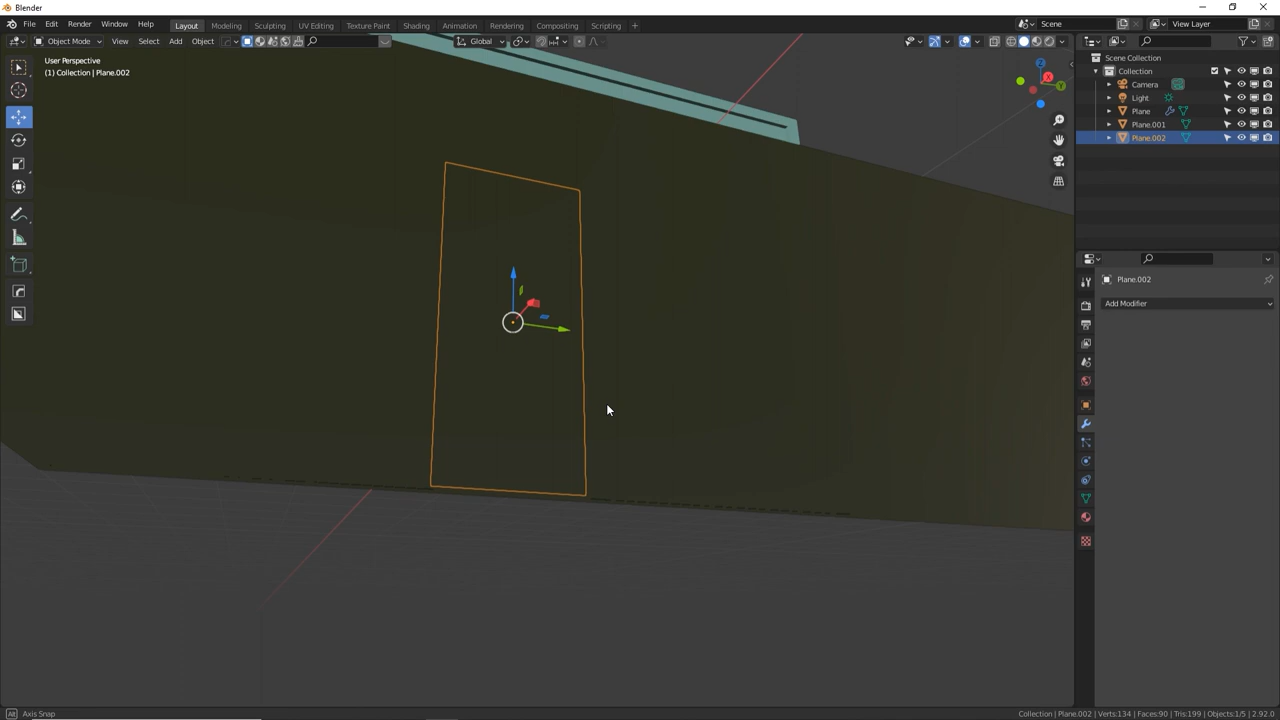 Blender
File Edit Render Window Help
Layout Modeling Sculpting UV Editing Texture Paint Shading Animation Rendering Compositing Scripting +
Scene
View Layer
Object Mode View Select Add Object
Global
User Perspective
(1) Collection | Plane.002
Z
X
Y
Scene Collection
Collection
Camera
Light
Plane
Plane.001
Plane.002
Plane.002
Add Modifier
Alt Axis Snap
Collection | Plane.002 | Verts:134 | Faces:90 | Tris:199 | Objects:1/5 | 2.92.0